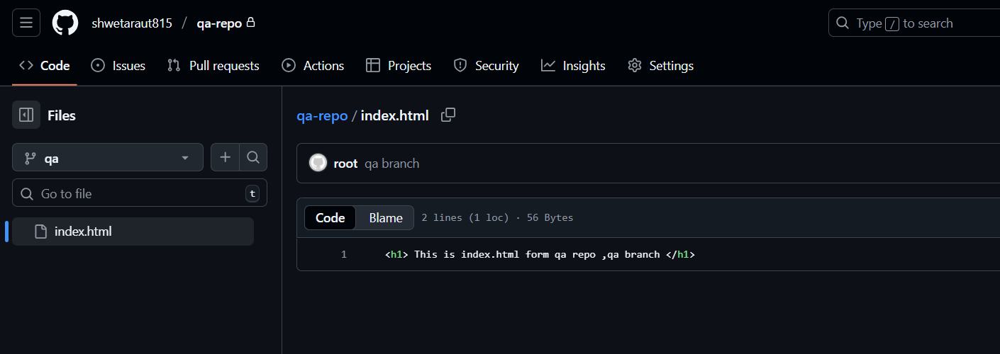 shwetaraut815 / qa-repo
Type / to search
Code Issues Pull requests Actions Projects Security Insights Settings
Files
qa
Go to file t
index.html
qa-repo / index.html
root qa branch
Code Blame 2 lines (1 loc) · 56 Bytes
1 <h1> This is index.html form qa repo ,qa branch </h1>